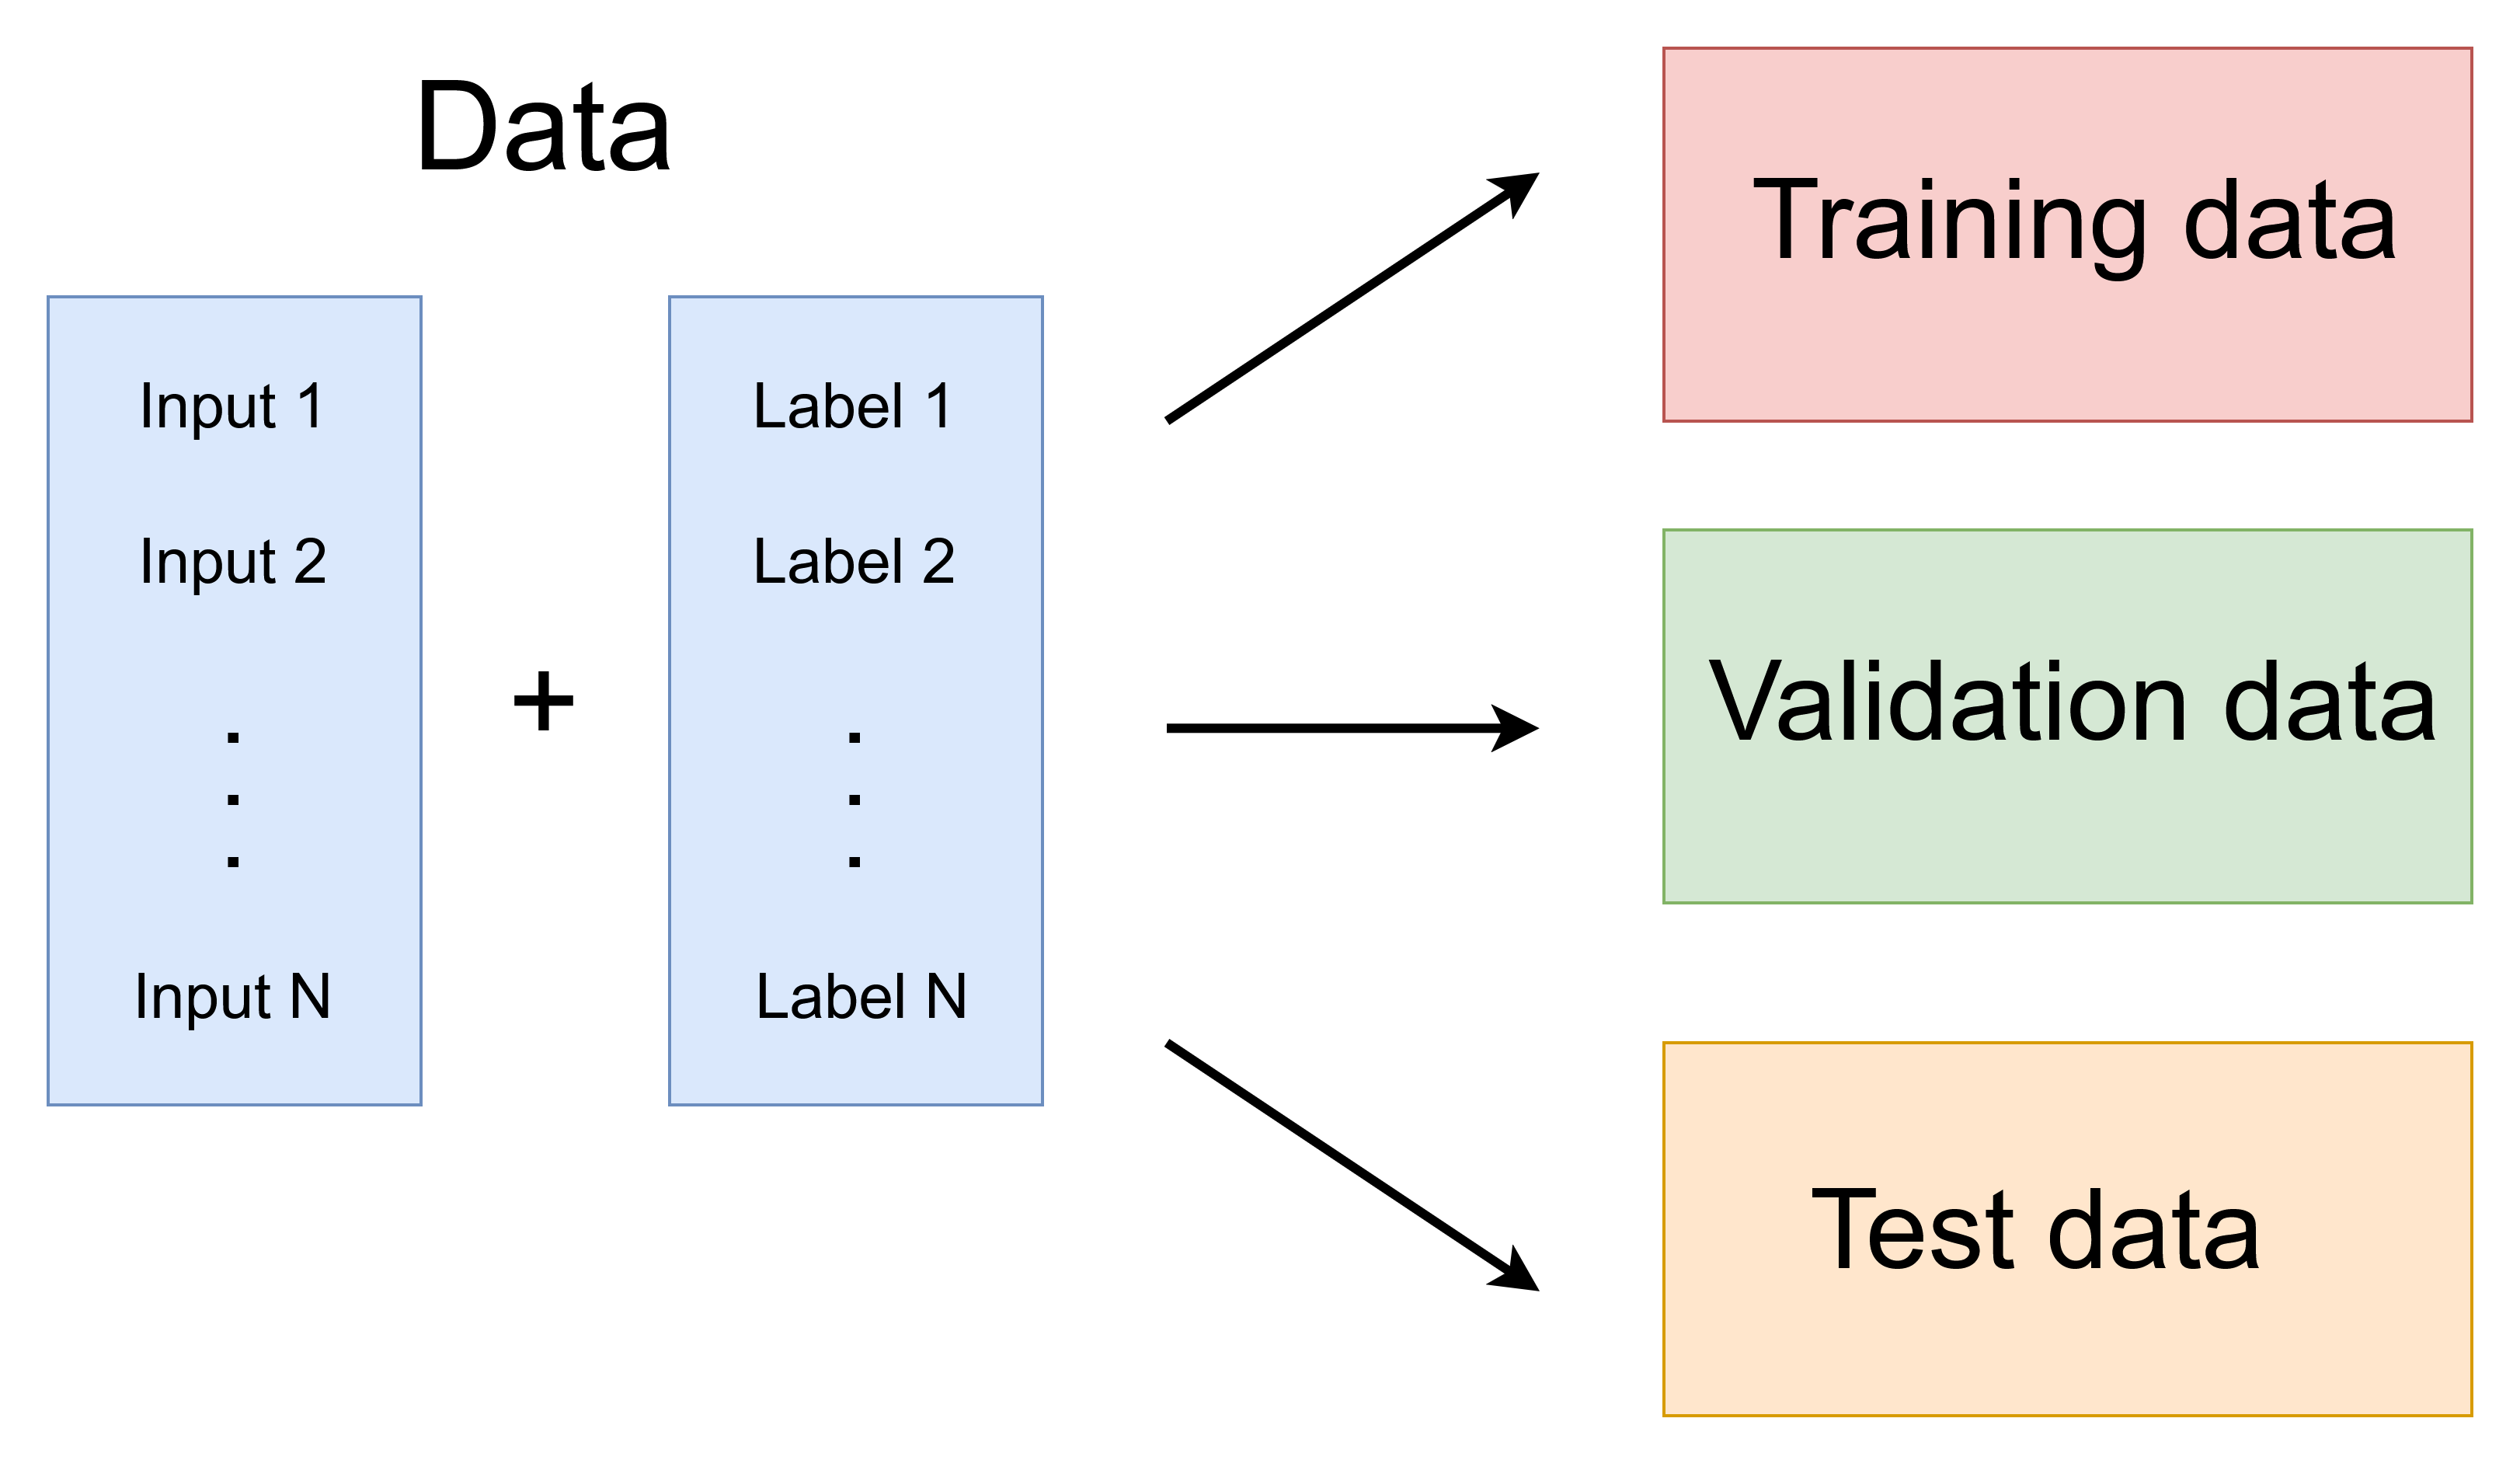 Data
Input 1
Input 2
.
.
.
Input N
+
Label 1
Label 2
.
.
.
Label N
Training data
Validation data
Test data